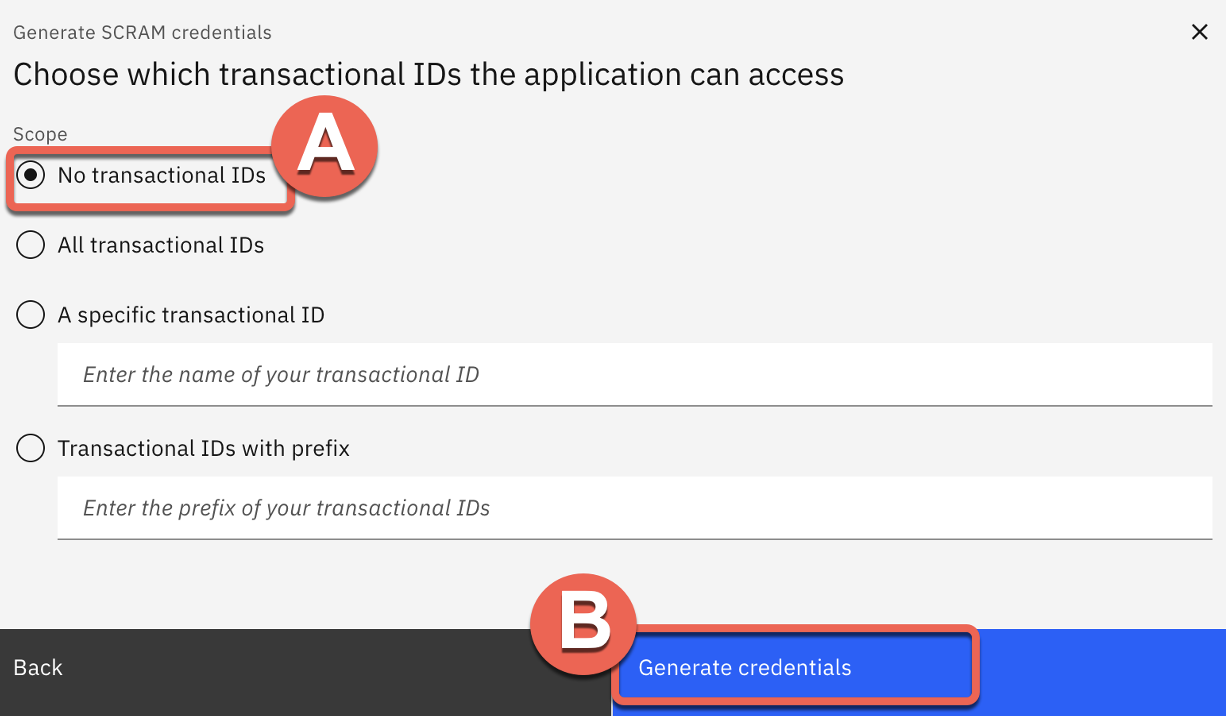 Generate SCRAM credentials
Choose which transactional IDs the application can access
Scope
A
No transactional IDs
All transactional IDs
A specific transactional ID
Enter the name of your transactional ID
Transactional IDs with prefix
Enter the prefix of your transactional IDs
B
Back
Generate credentials